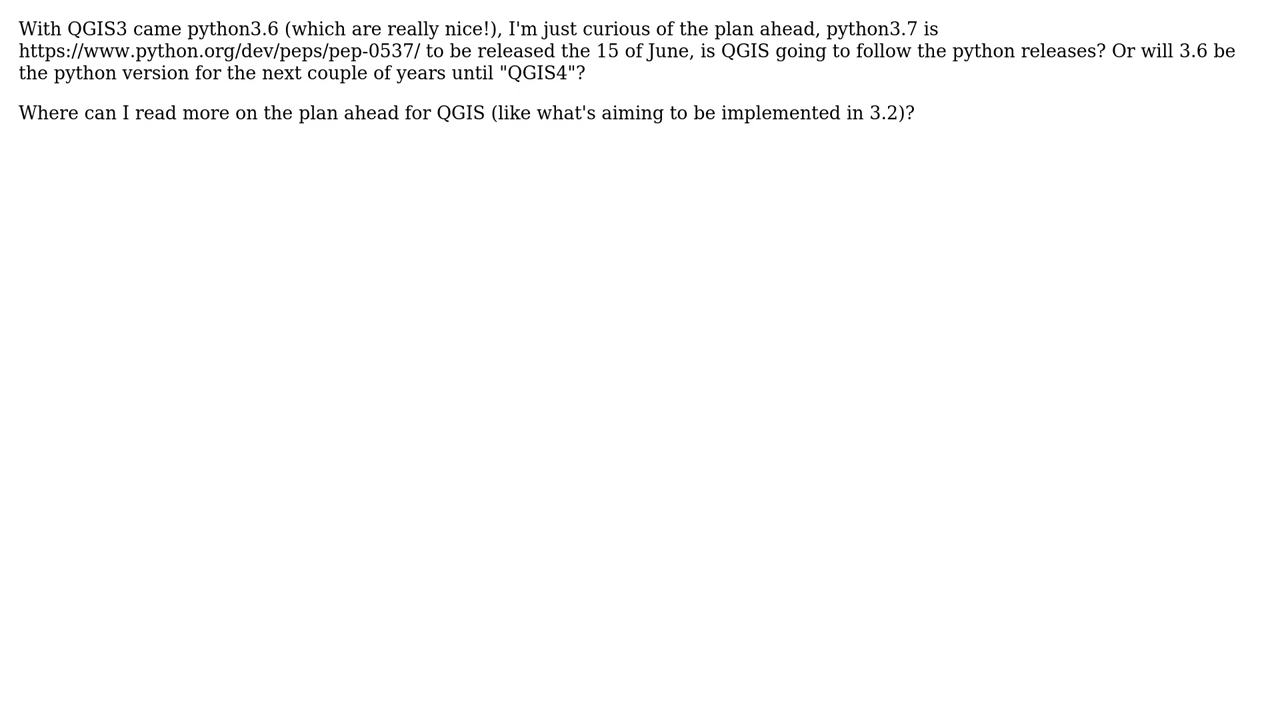 With QGIS3 came python3.6 (which are really nice!), I'm just curious of the plan ahead, python3.7 is
https://www.python.org/dev/peps/pep-0537/ to be released the 15 of June, is QGIS going to follow the python releases? Or will 3.6 be
the python version for the next couple of years until "QGIS4"?
Where can I read more on the plan ahead for QGIS (like what's aiming to be implemented in 3.2)?